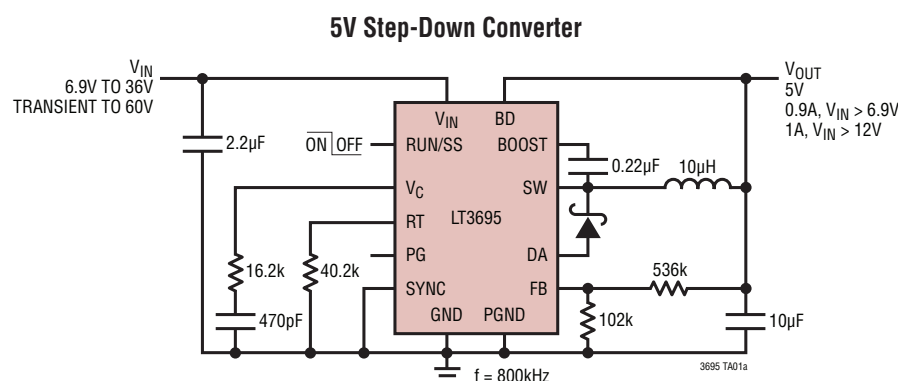 5V Step-Down Converter
VIN
6.9V TO 36V
TRANSIENT TO 60V
VOUT
5V
0.9A, VIN > 6.9V
1A, VIN > 12V
VIN
BD
2.2µF
ON OFF
RUN/SS
BOOST
0.22µF
10µH
VC
SW
RT
LT3695
PG
DA
16.2k
40.2k
536k
SYNC
FB
470pF
GND
PGND
102k
10µF
f = 800kHz
3695 TA01a